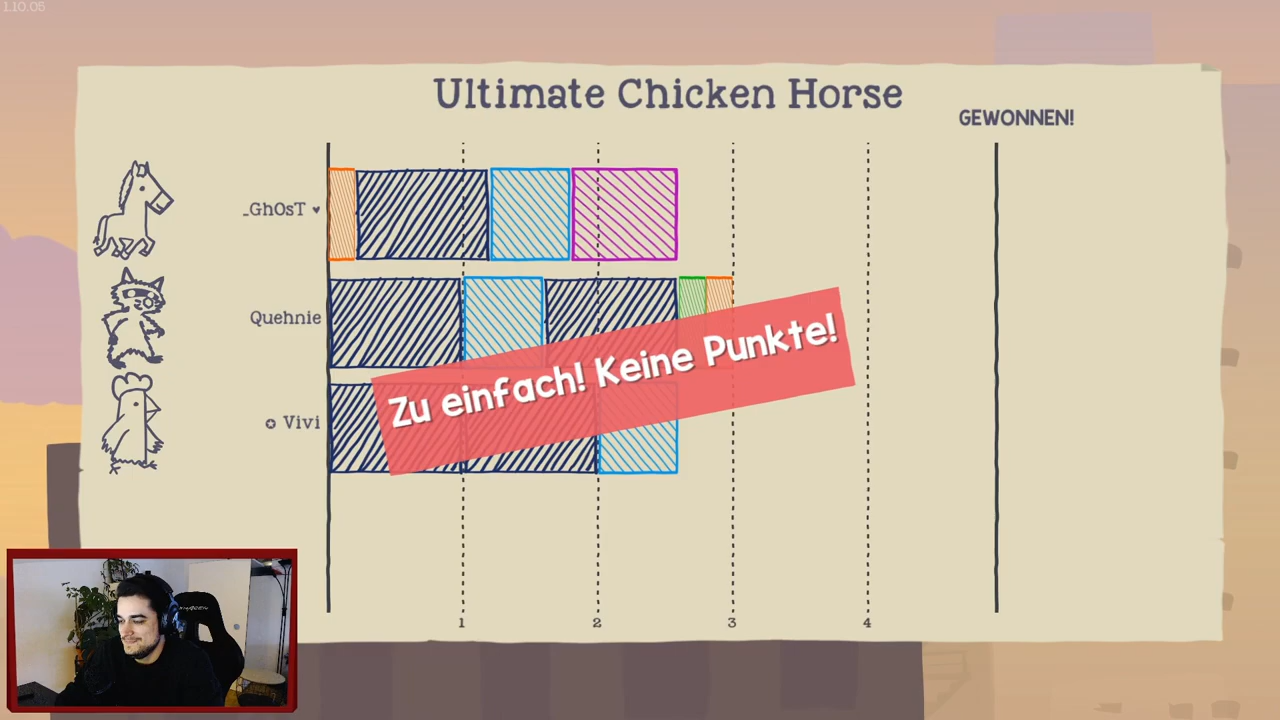 1.10.05
Ultimate Chicken Horse
GEWONNEN!
_GhOsT ♥
Quehnie
Zu einfach! Keine Punkte!
✪ Vivi
1 2 3 4